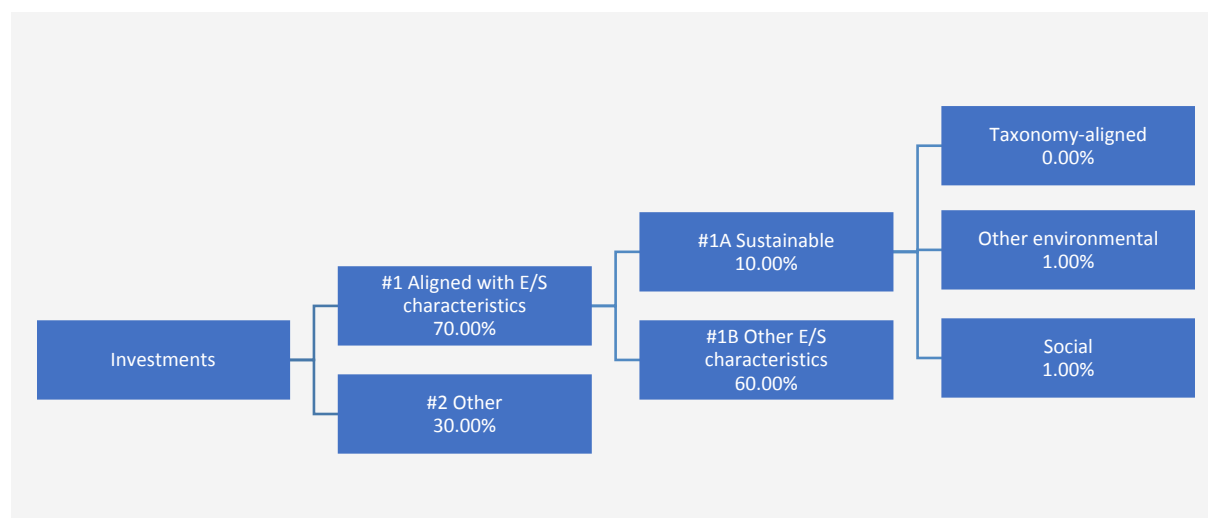 Investments
#1 Aligned with E/S
characteristics
70.00%
#2 Other
30.00%
#1A Sustainable
10.00%
#1B Other E/S
characteristics
60.00%
Taxonomy-aligned
0.00%
Other environmental
1.00%
Social
1.00%